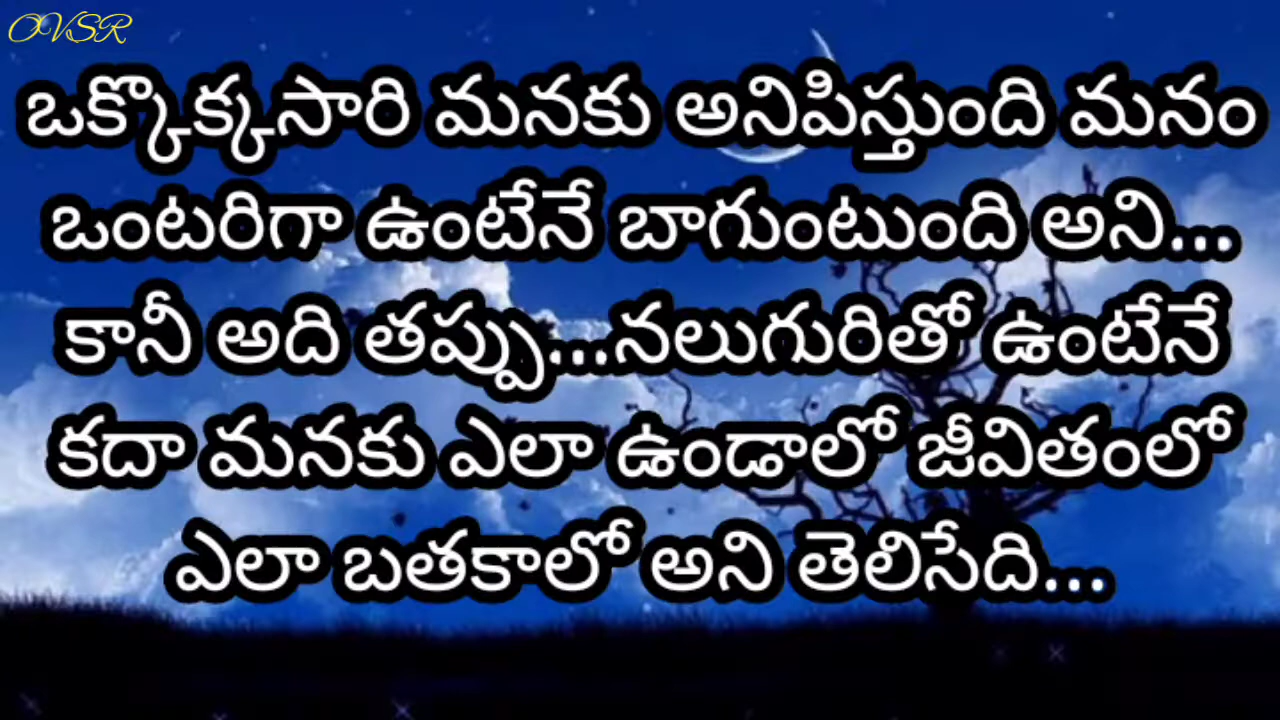 OVSR
ఒక్కొక్కసారి మనకు అనిపిస్తుంది మనం
ఒంటరిగా ఉంటేనే బాగుంటుంది అని...
కానీ అది తప్పు...నలుగురితో ఉంటేనే
కదా మనకు ఎలా ఉండాలో జీవితంలో
ఎలా బతకాలో అని తెలిసేది...